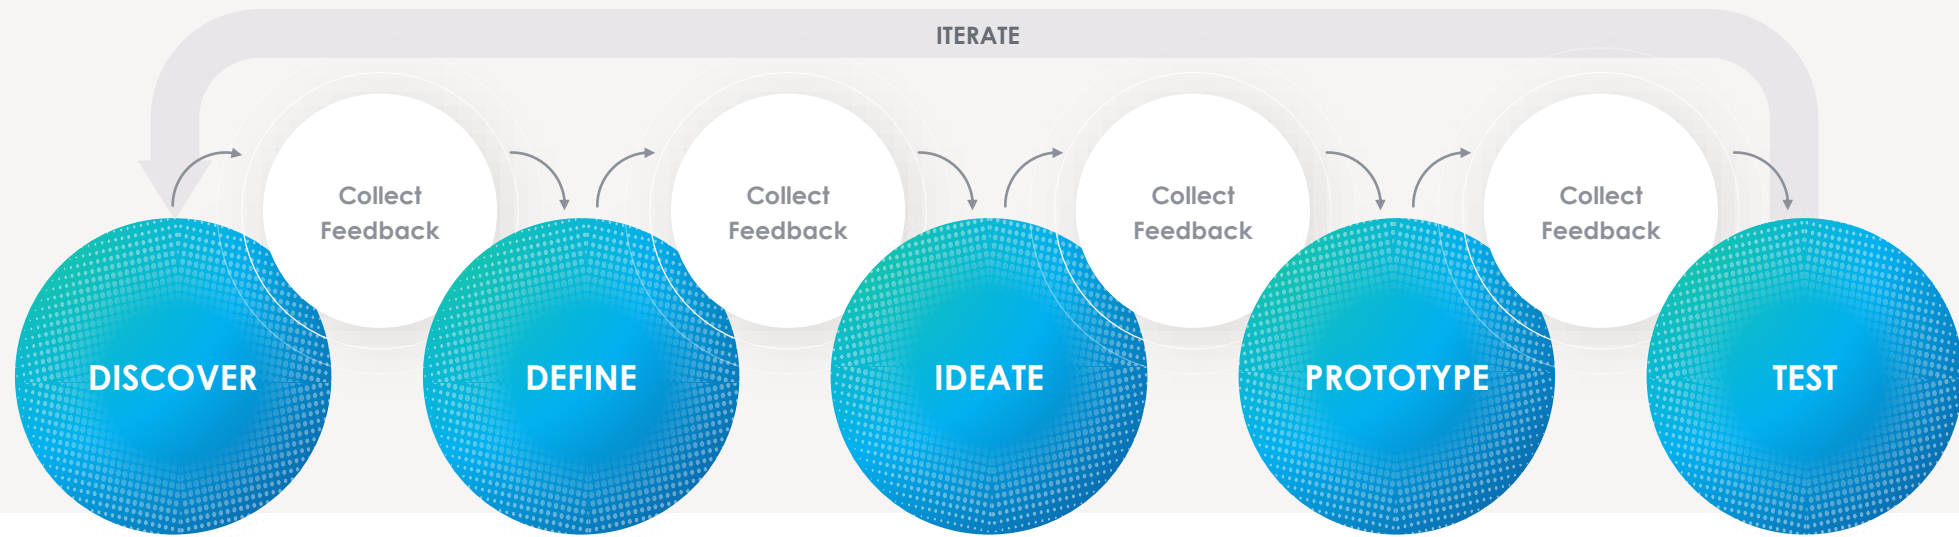 ITERATE
Collect
Feedback
Collect
Feedback
Collect
Feedback
Collect
Feedback
DISCOVER
DEFINE
IDEATE
PROTOTYPE
TEST